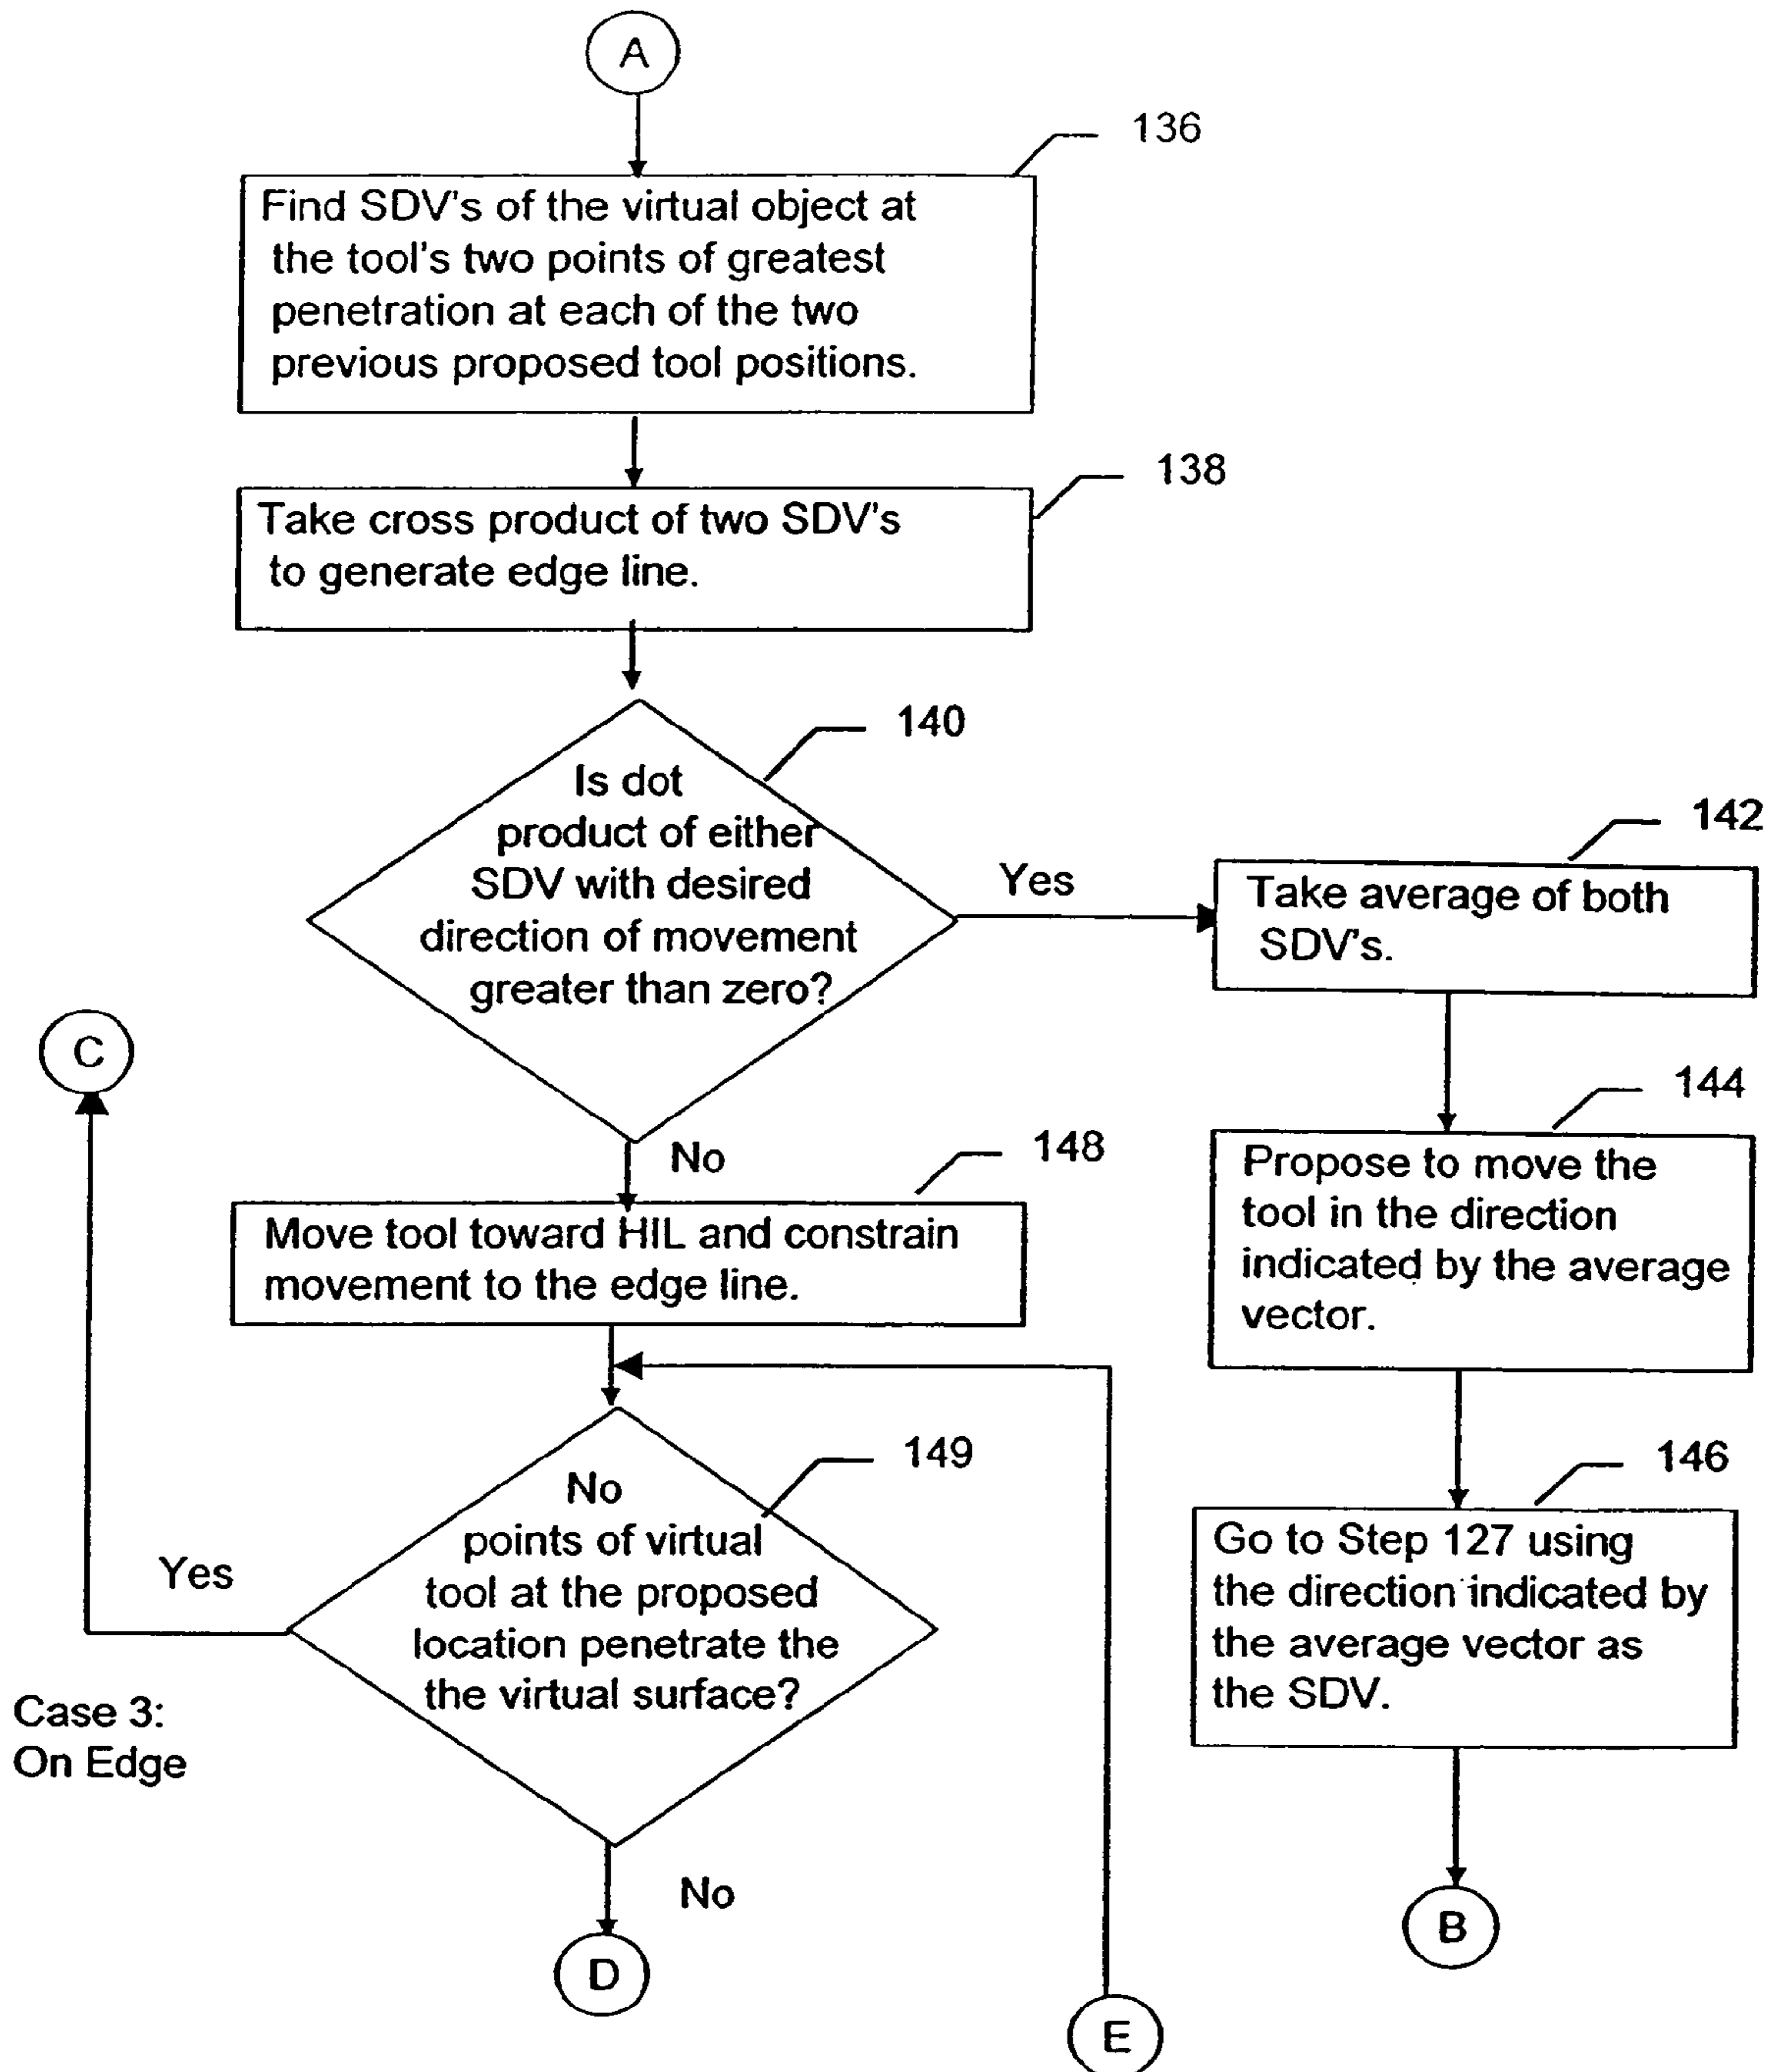 A
136
Find SDV's of the virtual object at
the tool's two points of greatest
penetration at each of the two
previous proposed tool positions.
138
Take cross product of two SDV's
to generate edge line.
140
Is dot
product of either
SDV with desired
direction of movement
greater than zero?
Yes
142
Take average of both
SDV's.
C
144
Propose to move the
tool in the direction
indicated by the average
vector.
No
148
Move tool toward HIL and constrain
movement to the edge line.
149
No
points of virtual
tool at the proposed
location penetrate the
the virtual surface?
Yes
146
Go to Step 127 using
the direction indicated by
the average vector as
the SDV.
Case 3:
On Edge
No
B
D
E